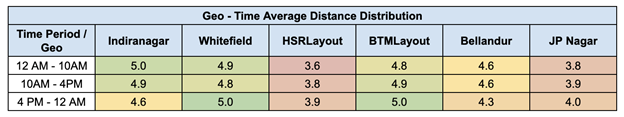 Geo - Time Average Distance Distribution
Time Period / Geo Indiranagar Whitefield HSRLayout BTMLayout Bellandur JP Nagar
12 AM - 10AM 5.0 4.9 3.6 4.8 4.6 3.8
10AM - 4PM 4.9 4.8 3.8 4.9 4.6 3.9
4 PM - 12 AM 4.6 5.0 3.9 5.0 4.3 4.0